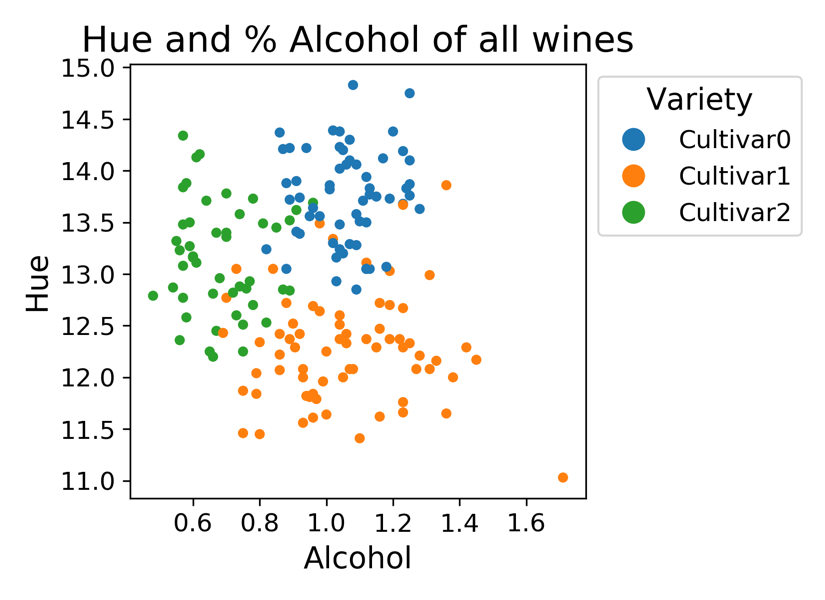 Hue and % Alcohol of all wines
15.0
14.5
14.0
13.5
13.0
12.5
12.0
11.5
11.0
Hue
0.6 0.8 1.0 1.2 1.4 1.6
Alcohol
Variety
Cultivar0
Cultivar1
Cultivar2